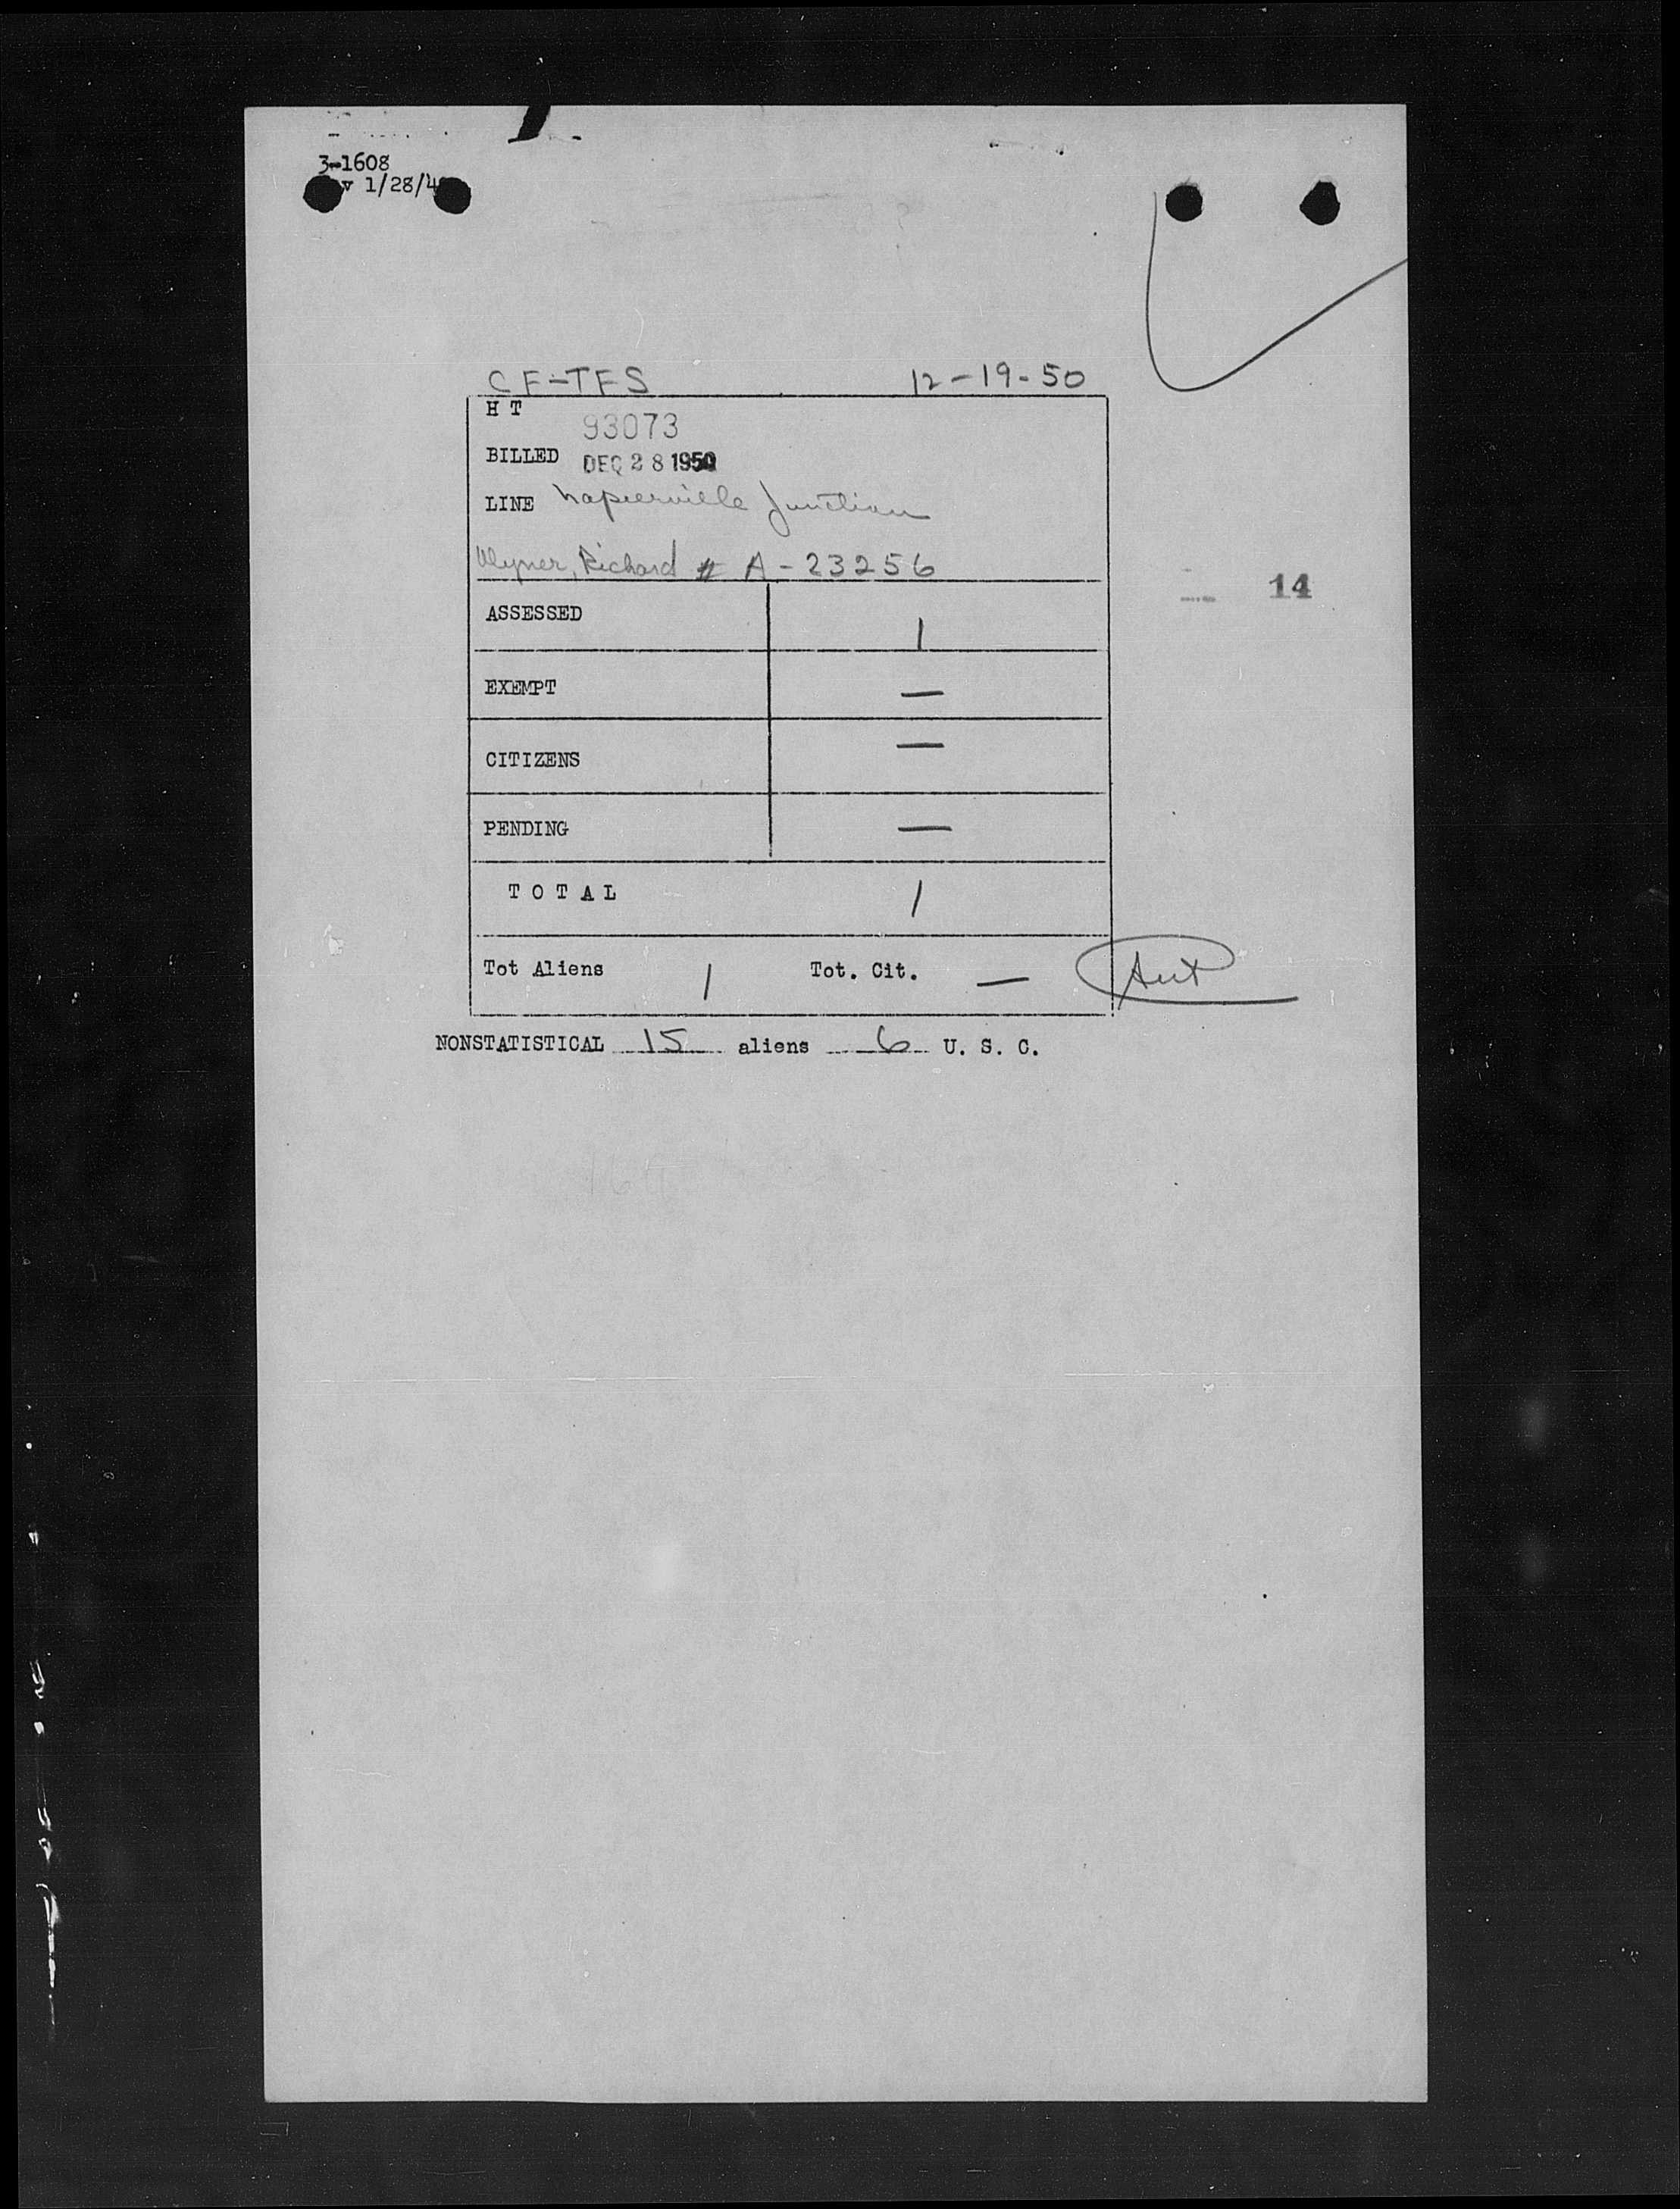 3-1608
v 1/28/4
CF-TFS 12-19-50
H T
93073
BILLED DEC 28 1950
LINE Napierville Junction
Richard # A-23256
14
ASSESSED 1
EXEMPT —
CITIZENS —
PENDING —
T O T A L 1
Tot Aliens 1 Tot. Cit. —
NONSTATISTICAL 15 aliens 6 U. S. C.